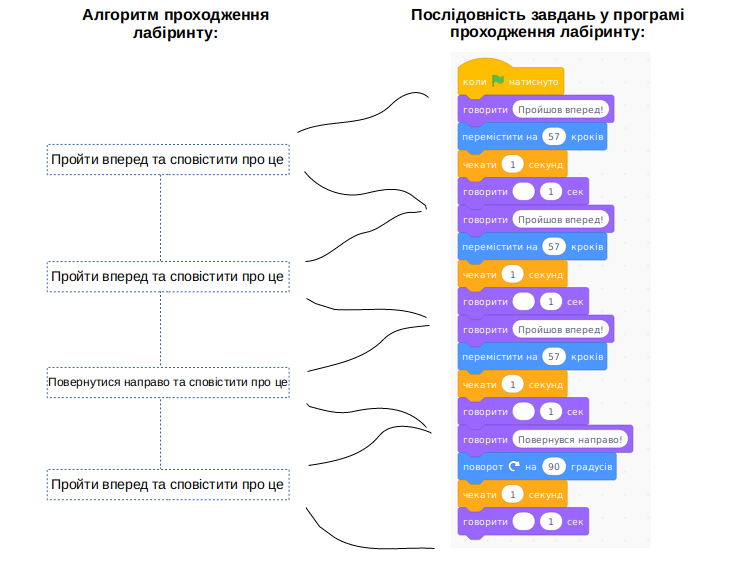 Алгоритм проходження
лабіринту:
Пройти вперед та сповістити про це
Пройти вперед та сповістити про це
Повернутися направо та сповістити про це
Пройти вперед та сповістити про це
Послідовність завдань у програмі
проходження лабіринту:
коли натиснуто
говорити Пройшов вперед!
перемістити на 57 кроків
чекати 1 секунд
говорити 1 сек
говорити Пройшов вперед!
перемістити на 57 кроків
чекати 1 секунд
говорити 1 сек
говорити Пройшов вперед!
перемістити на 57 кроків
чекати 1 секунд
говорити 1 сек
говорити Повернувся направо!
поворот на 90 градусів
чекати 1 секунд
говорити 1 сек